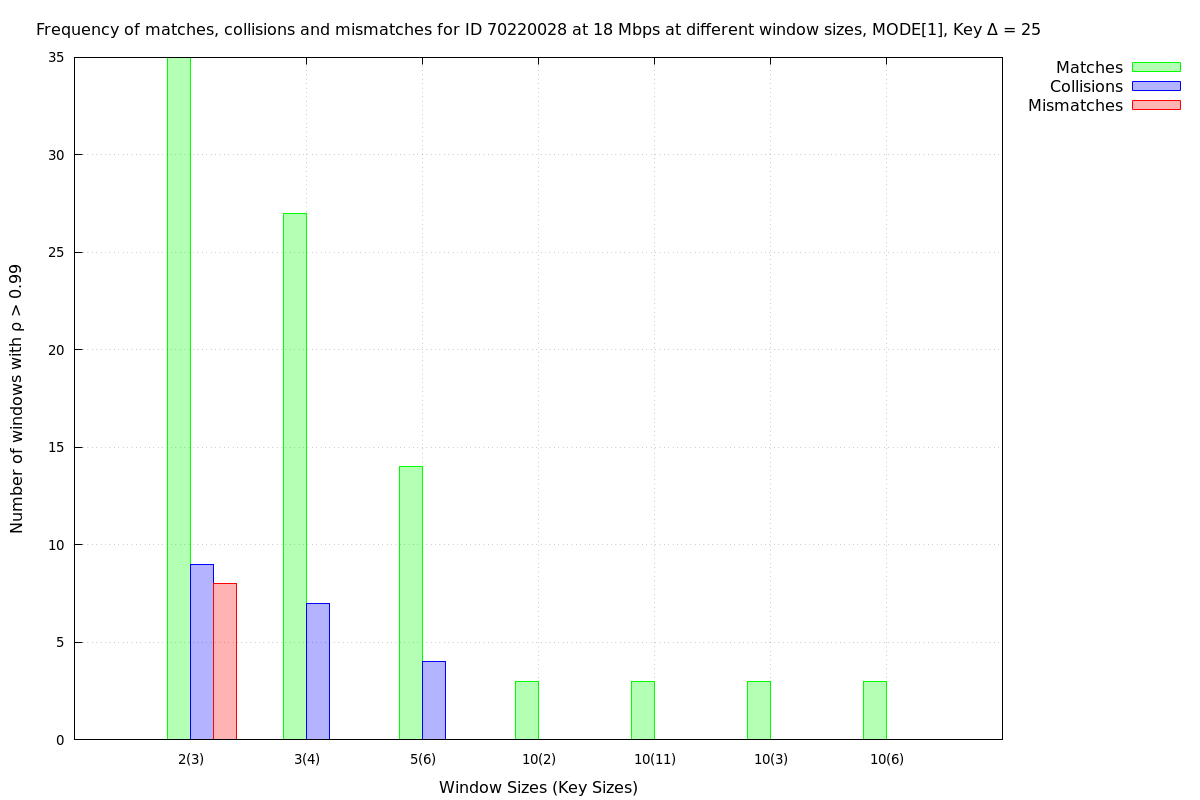 Frequency of matches, collisions and mismatches for ID 70220028 at 18 Mbps at different window sizes, MODE[1], Key Δ = 25
Matches
Collisions
Mismatches
Number of windows with ρ > 0.99
35
30
25
20
15
10
5
0
2(3) 3(4) 5(6) 10(2) 10(11) 10(3) 10(6)
Window Sizes (Key Sizes)